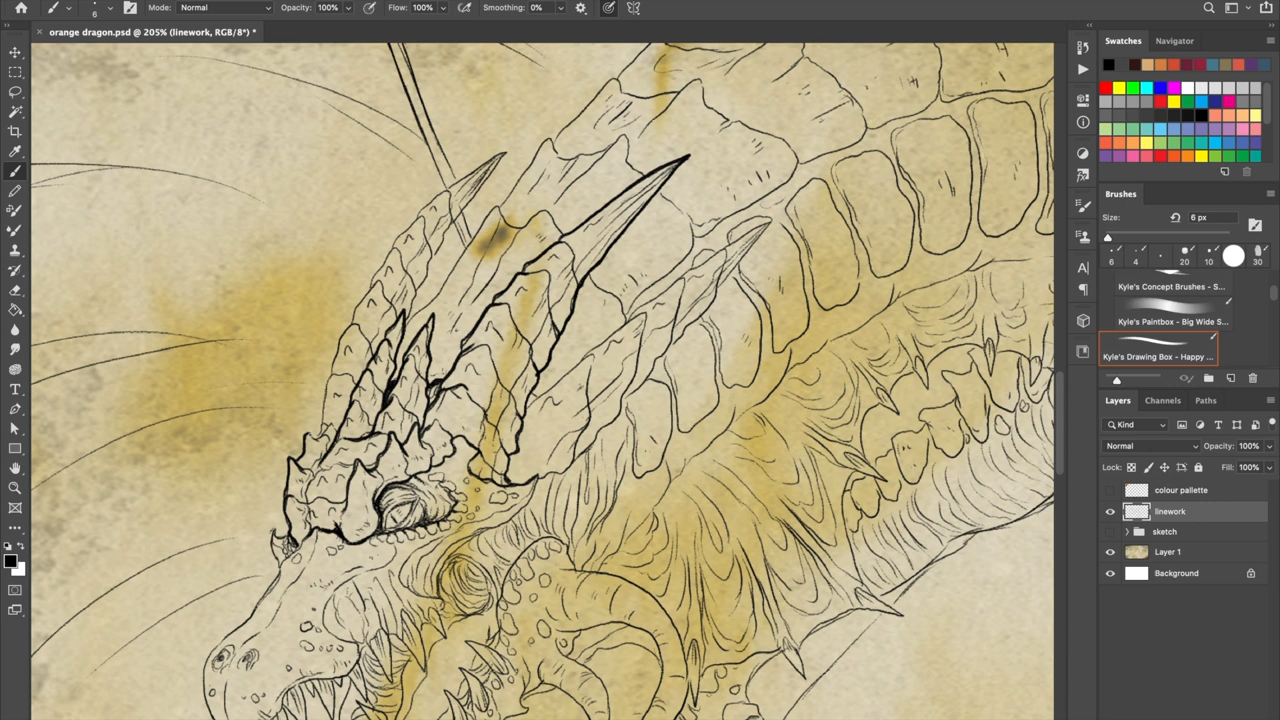 6 Mode: Normal Opacity: 100% Flow: 100% Smoothing: 0%
orange dragon.psd @ 205% (linework, RGB/8*) *
Swatches Navigator
Brushes
Size: 6 px
6 4 20 10 30
Kyle's Concept Brushes - S...
Kyle's Paintbox - Big Wide S...
Kyle's Drawing Box - Happy ...
Layers Channels Paths
Kind
Normal Opacity: 100%
Lock: Fill: 100%
colour pallette
linework
sketch
Layer 1
Background